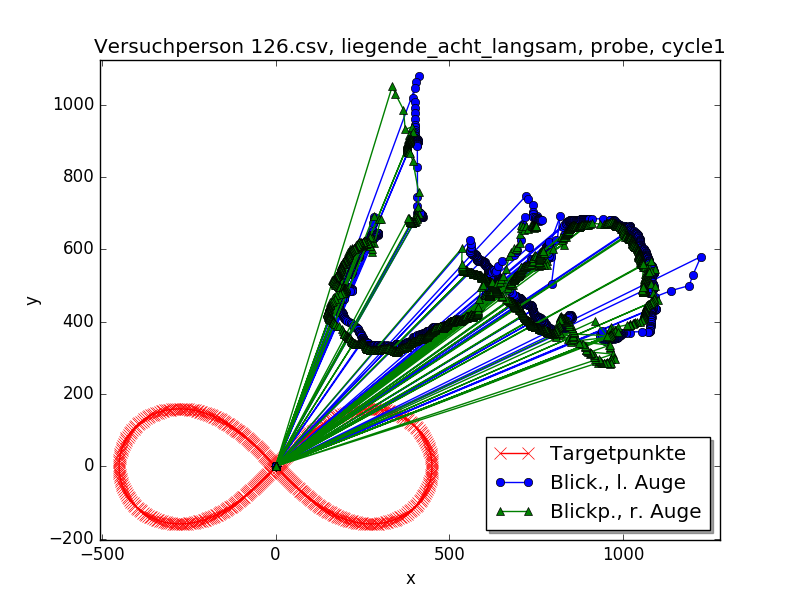 Versuchperson 126.csv, liegende_acht_langsam, probe, cycle1
1000
800
600
400
200
0
−200
−500
0
500
1000
y
x
Targetpunkte
Blick., l. Auge
Blickp., r. Auge